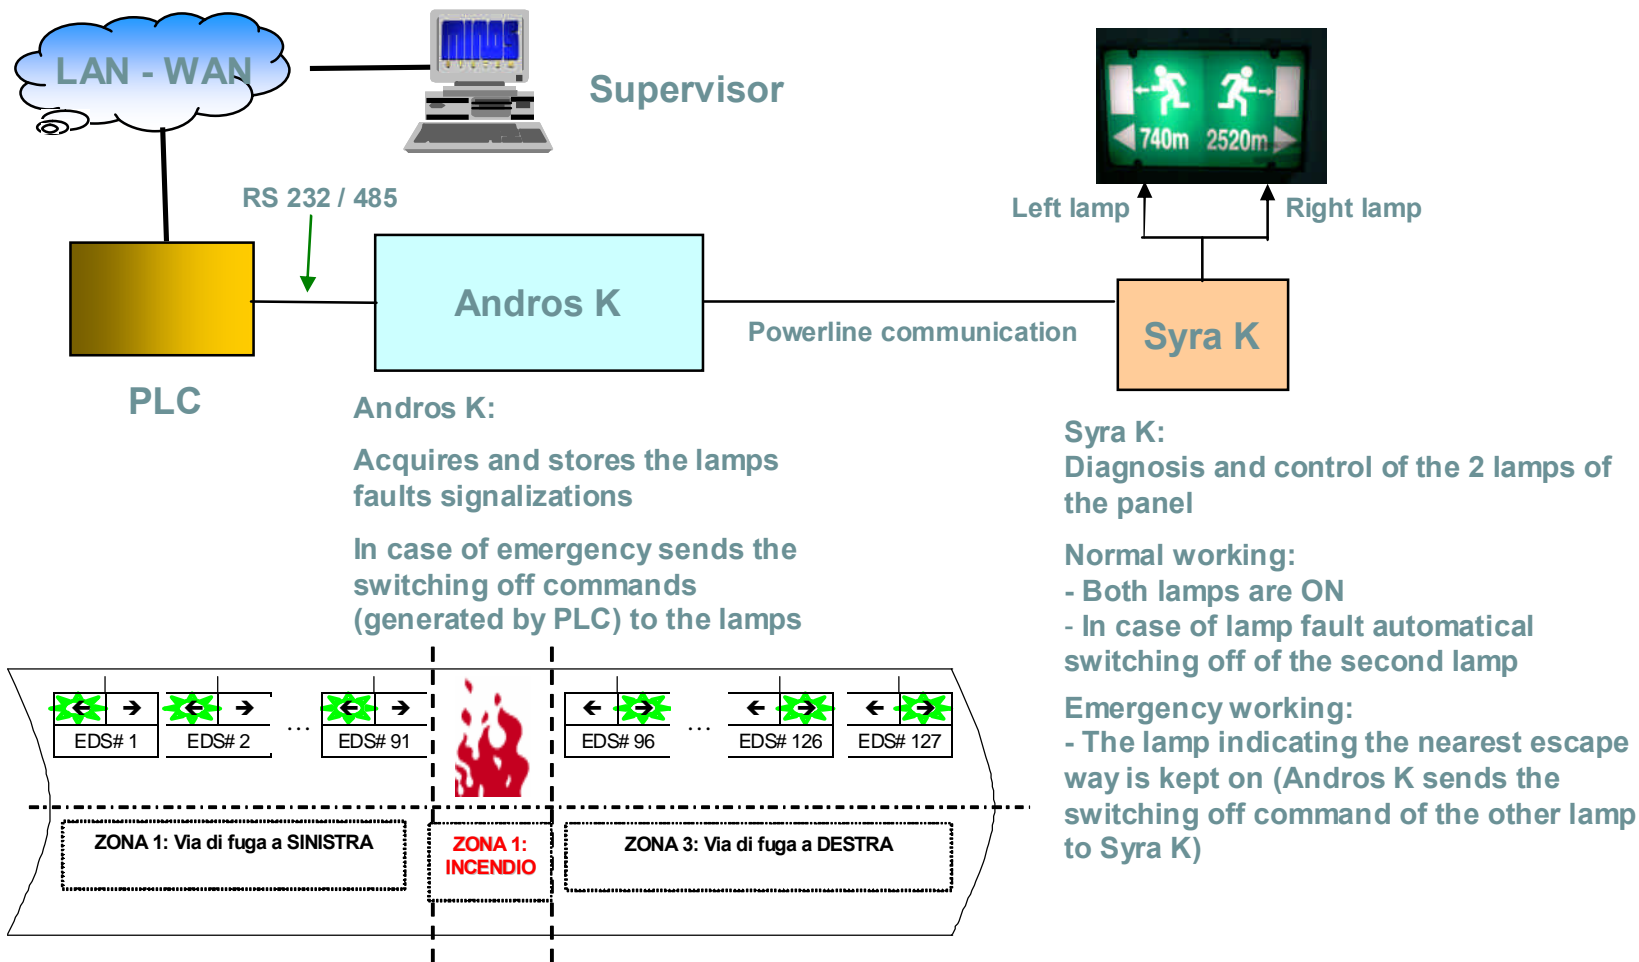 LAN - WAN
minos
Supervisor
740m
2520m
RS 232 / 485
Left lamp
Right lamp
Andros K
Powerline communication
Syra K
PLC
Andros K:
Acquires and stores the lamps
faults signalizations
In case of emergency sends the
switching off commands
(generated by PLC) to the lamps
Syra K:
Diagnosis and control of the 2 lamps of
the panel
Normal working:
- Both lamps are ON
- In case of lamp fault automatical
switching off of the second lamp
Emergency working:
- The lamp indicating the nearest escape
way is kept on (Andros K sends the
switching off command of the other lamp
to Syra K)
EDS# 1
EDS# 2
...
EDS# 91
EDS# 96
...
EDS# 126
EDS# 127
ZONA 1: Via di fuga a SINISTRA
ZONA 1:
INCENDIO
ZONA 3: Via di fuga a DESTRA